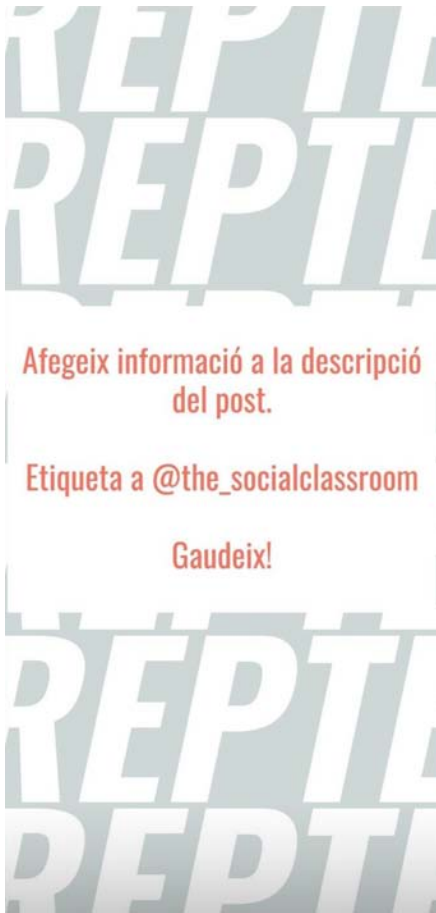 REPTE
REPTE
Afegeix informació a la descripció
del post.
Etiqueta a @the_socialclassroom
Gaudeix!
REPTE
REPTE